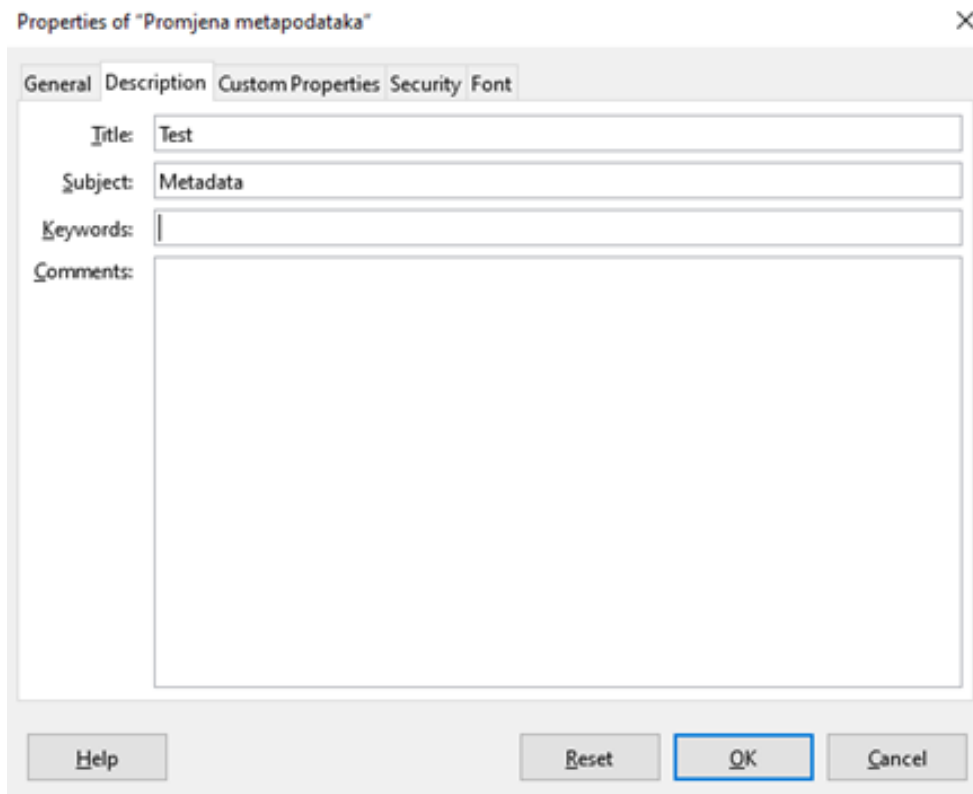 Properties of "Promjena metapodataka"
General Description Custom Properties Security Font
Title: Test
Subject: Metadata
Keywords:
Comments:
Help Reset OK Cancel